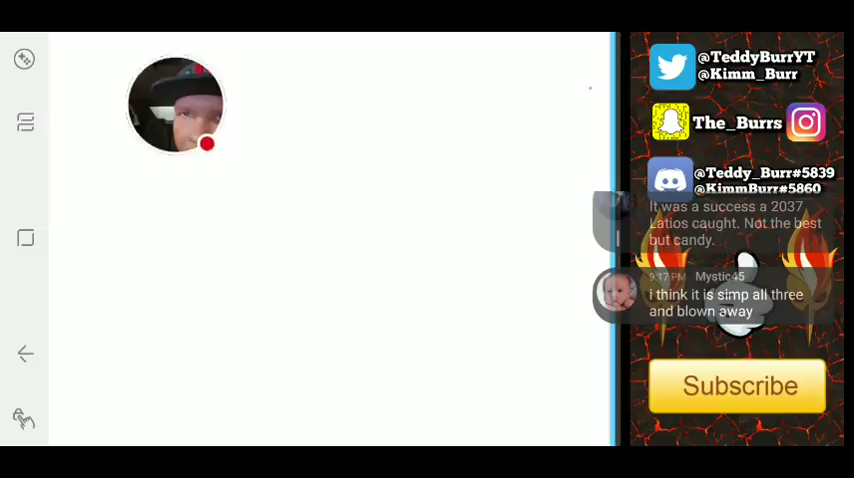 @TeddyBurrYT
@Kimm_Burr
The_Burrs
@Teddy_Burr#5839
@KimmBurr#5860
It was a success a 2037
Latios caught. Not the best
but candy.
9:17 PM Mystic45
i think it is simp all three
and blown away
Subscribe